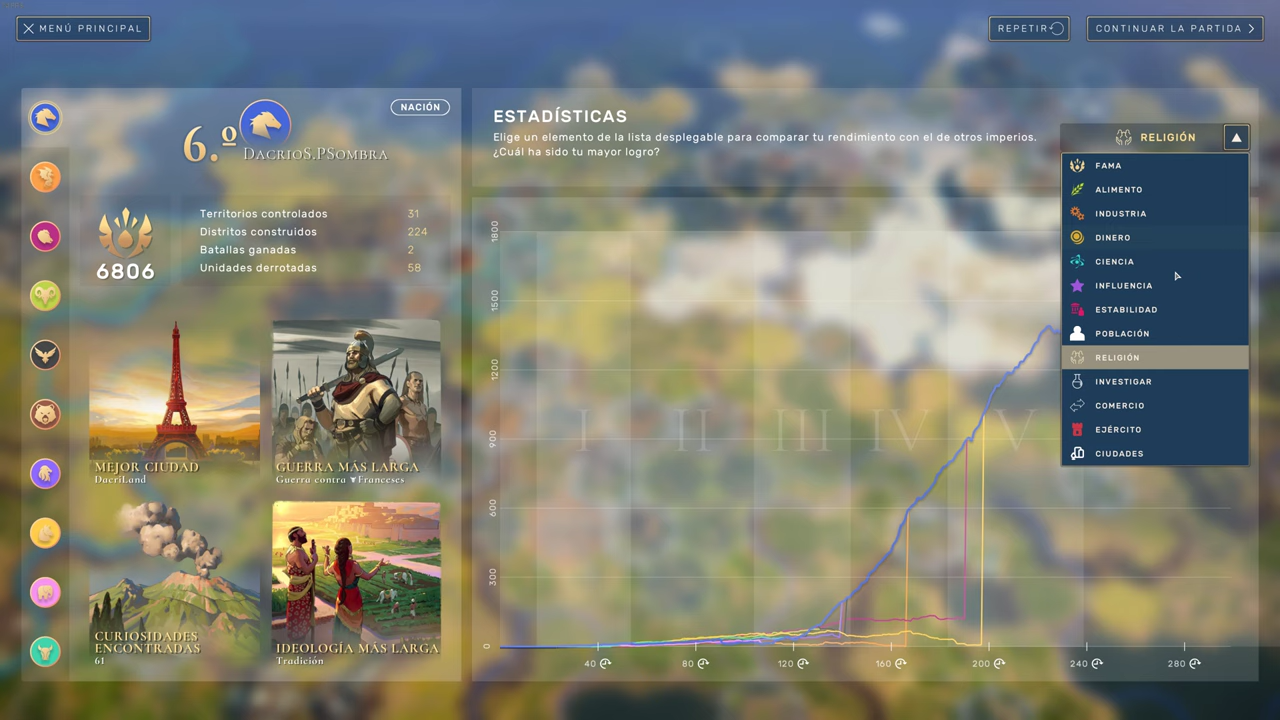 MENÚ PRINCIPAL
REPETIR
CONTINUAR LA PARTIDA
NACIÓN
6.º
DacrioS.PSombra
6806
Territorios controlados 31
Distritos construidos 224
Batallas ganadas 2
Unidades derrotadas 58
MEJOR CIUDAD
DacriLand
GUERRA MÁS LARGA
Guerra contra Franceses
CURIOSIDADES
ENCONTRADAS
61
IDEOLOGÍA MÁS LARGA
Tradición
ESTADÍSTICAS
Elige un elemento de la lista desplegable para comparar tu rendimiento con el de otros imperios.
¿Cuál ha sido tu mayor logro?
RELIGIÓN
FAMA
ALIMENTO
INDUSTRIA
DINERO
CIENCIA
INFLUENCIA
ESTABILIDAD
POBLACIÓN
RELIGIÓN
INVESTIGAR
COMERCIO
EJÉRCITO
CIUDADES
1800
1500
1200
900
600
300
0
I II III IV V
40 80 120 160 200 240 280